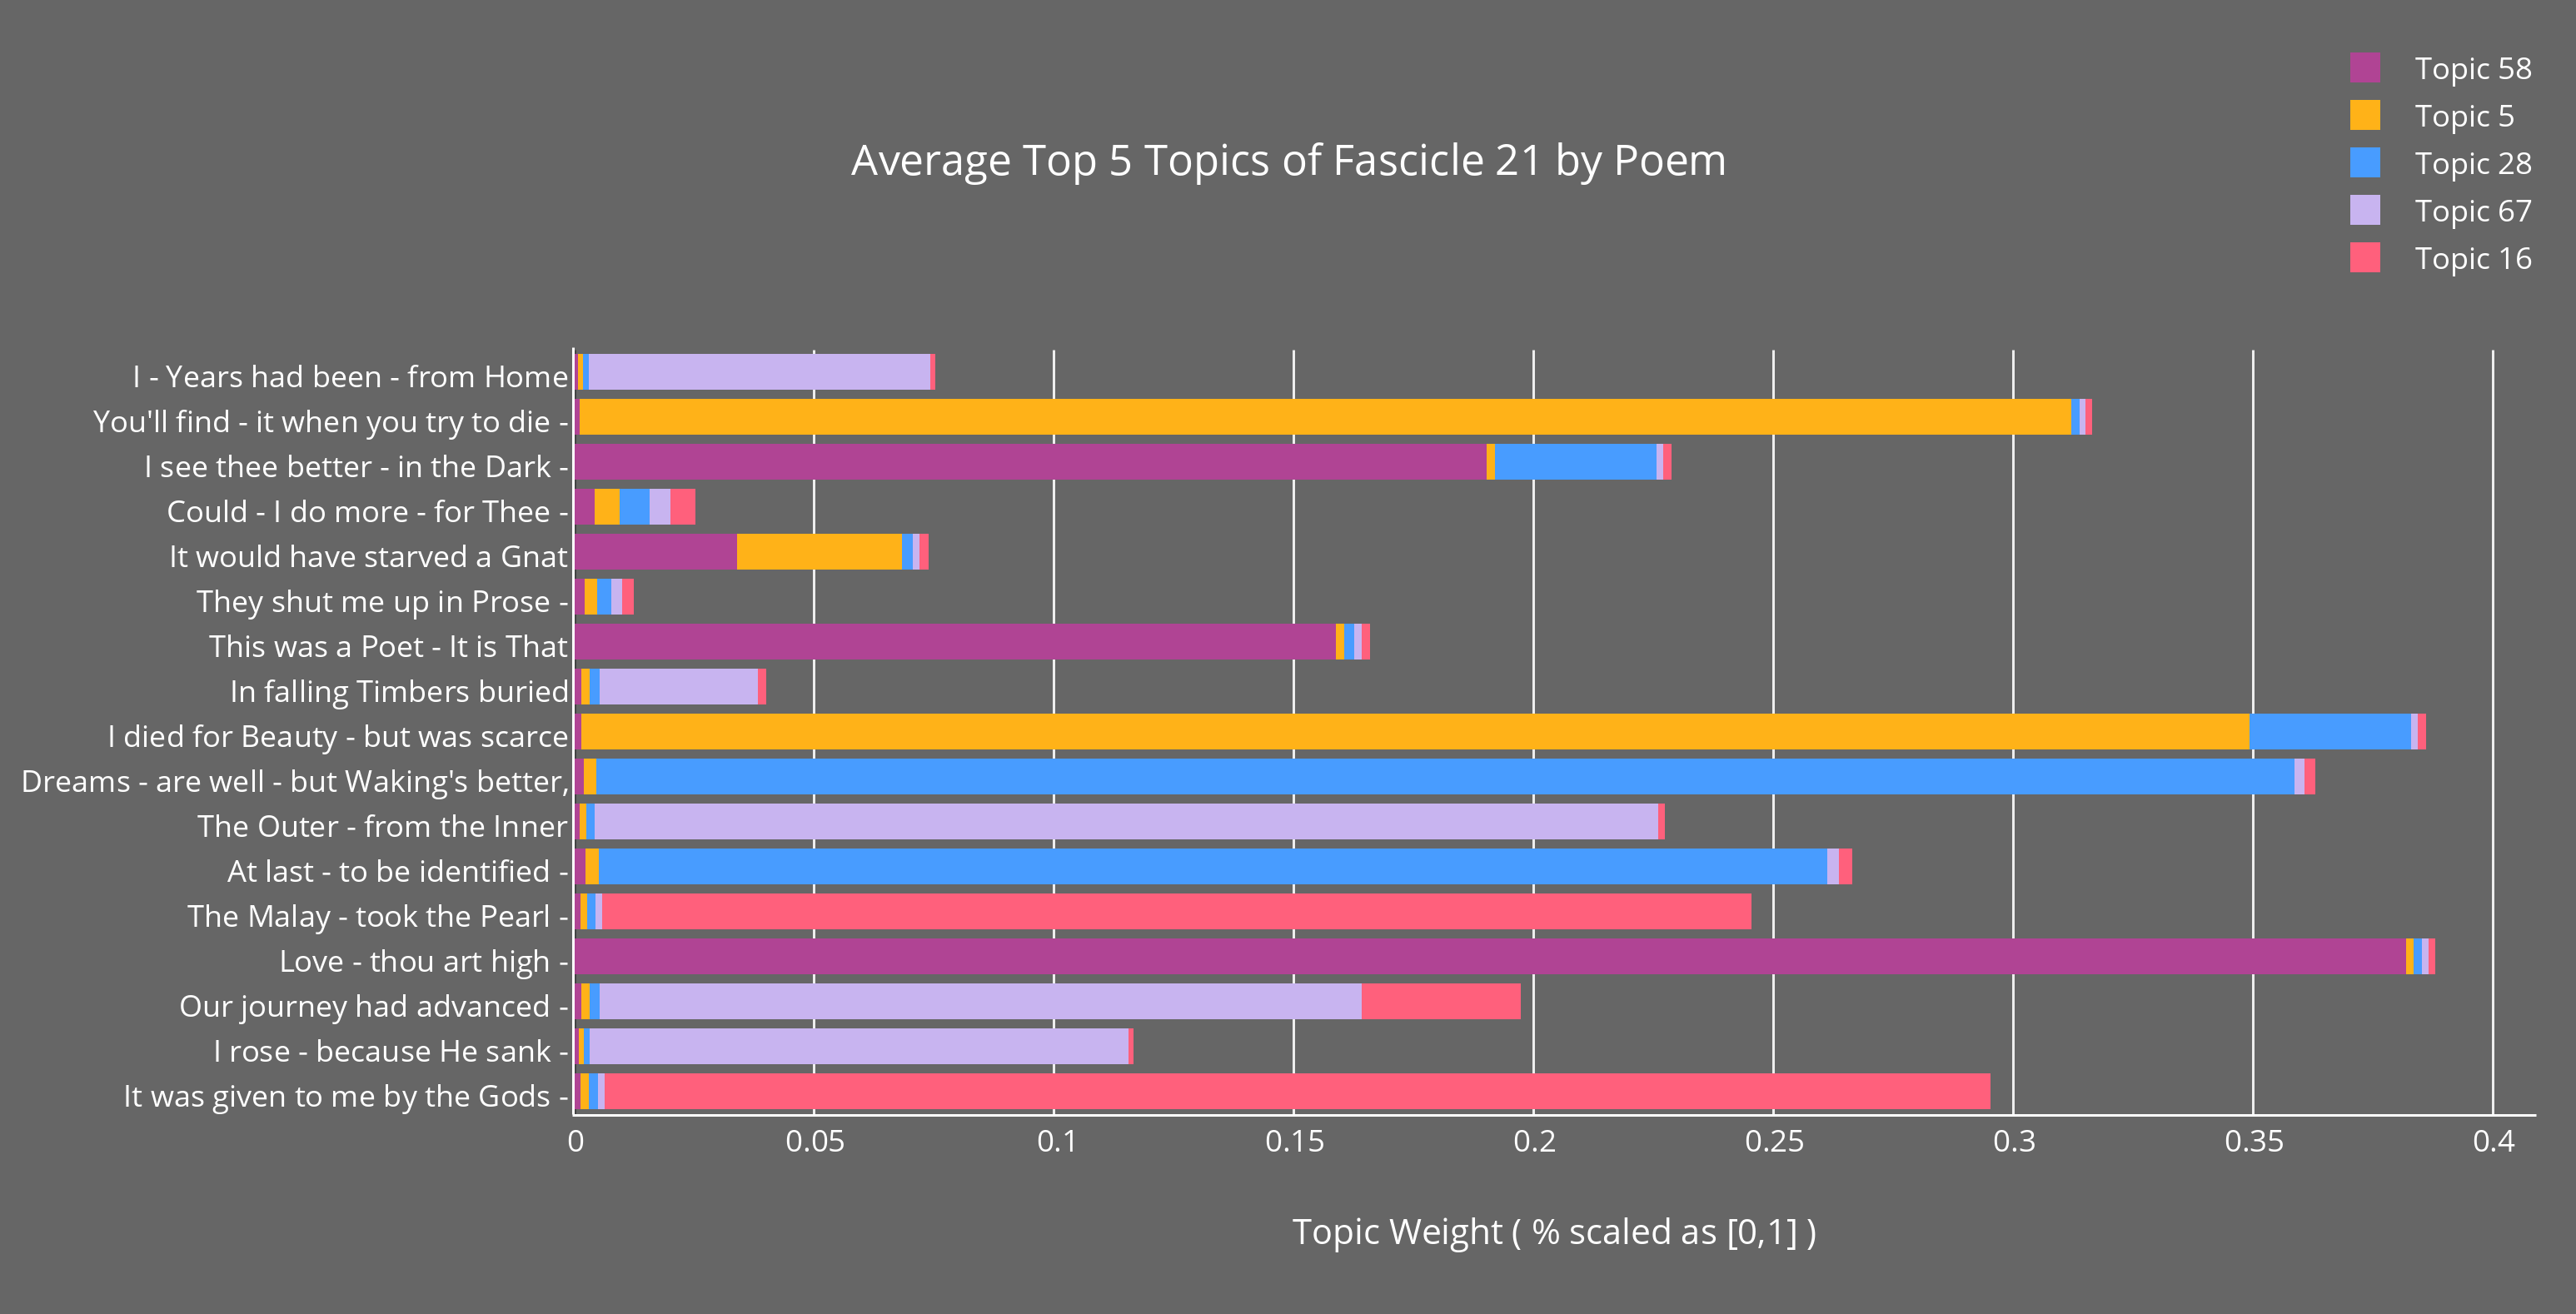 Topic 58
Topic 5
Topic 28
Topic 67
Topic 16
Average Top 5 Topics of Fascicle 21 by Poem
I - Years had been - from Home
You'll find - it when you try to die -
I see thee better - in the Dark -
Could - I do more - for Thee -
It would have starved a Gnat
They shut me up in Prose -
This was a Poet - It is That
In falling Timbers buried
I died for Beauty - but was scarce
Dreams - are well - but Waking's better,
The Outer - from the Inner
At last - to be identified -
The Malay - took the Pearl -
Love - thou art high -
Our journey had advanced -
I rose - because He sank -
It was given to me by the Gods -
0 0.05 0.1 0.15 0.2 0.25 0.3 0.35 0.4
Topic Weight ( % scaled as [0,1] )